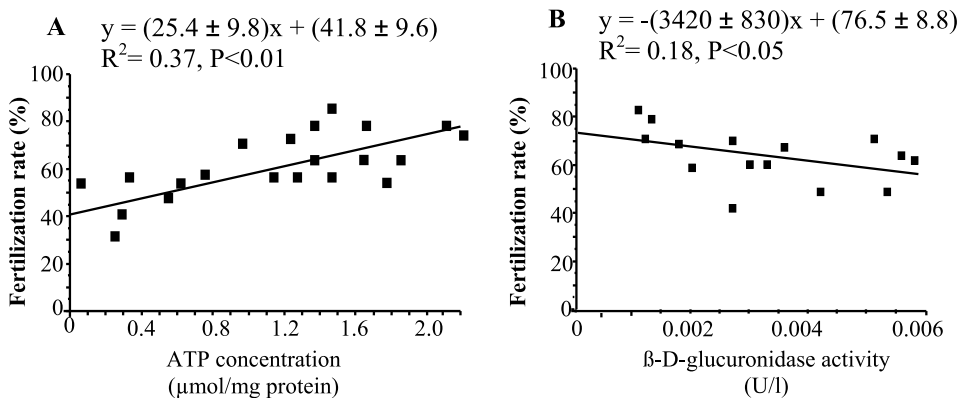 A
y = (25.4 ± 9.8)x + (41.8 ± 9.6)
R²= 0.37, P<0.01
Fertilization rate (%)
100
80
60
40
20
0
0 0.4 0.8 1.2 1.6 2.0
ATP concentration
(µmol/mg protein)
B
y = -(3420 ± 830)x + (76.5 ± 8.8)
R²= 0.18, P<0.05
Fertilization rate (%)
100
80
60
40
20
0
0 0.002 0.004 0.006
ß-D-glucuronidase activity
(U/l)